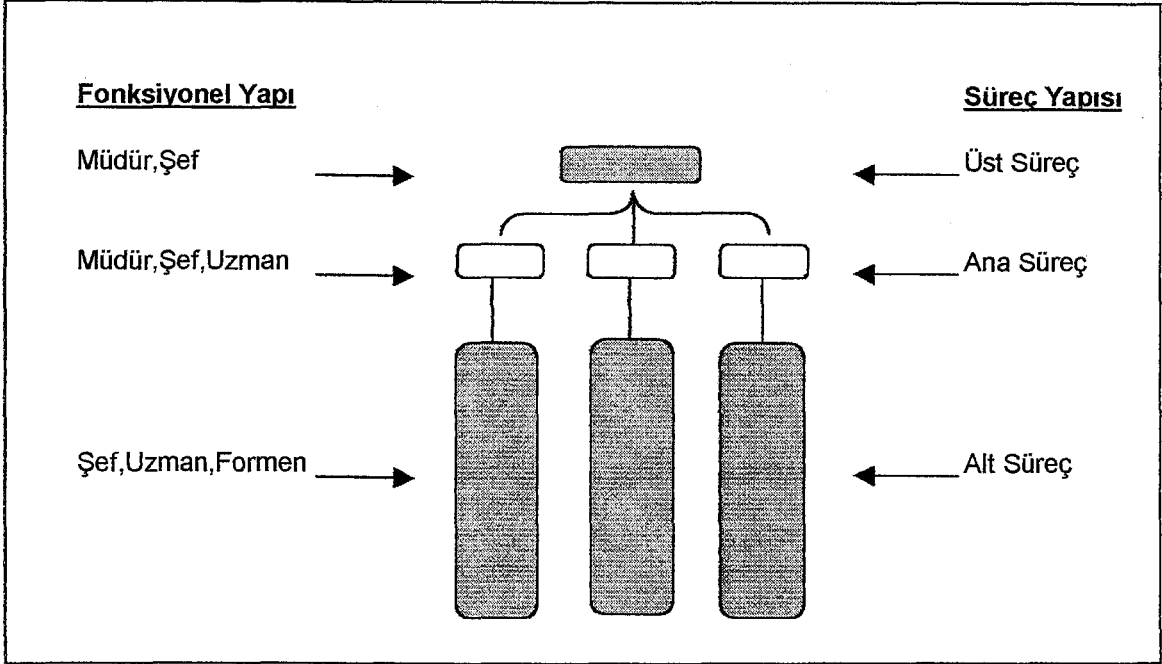 Fonksiyonel Yapı
Süreç Yapısı
Müdür,Şef
Üst Süreç
Müdür,Şef,Uzman
Ana Süreç
Şef,Uzman,Formen
Alt Süreç